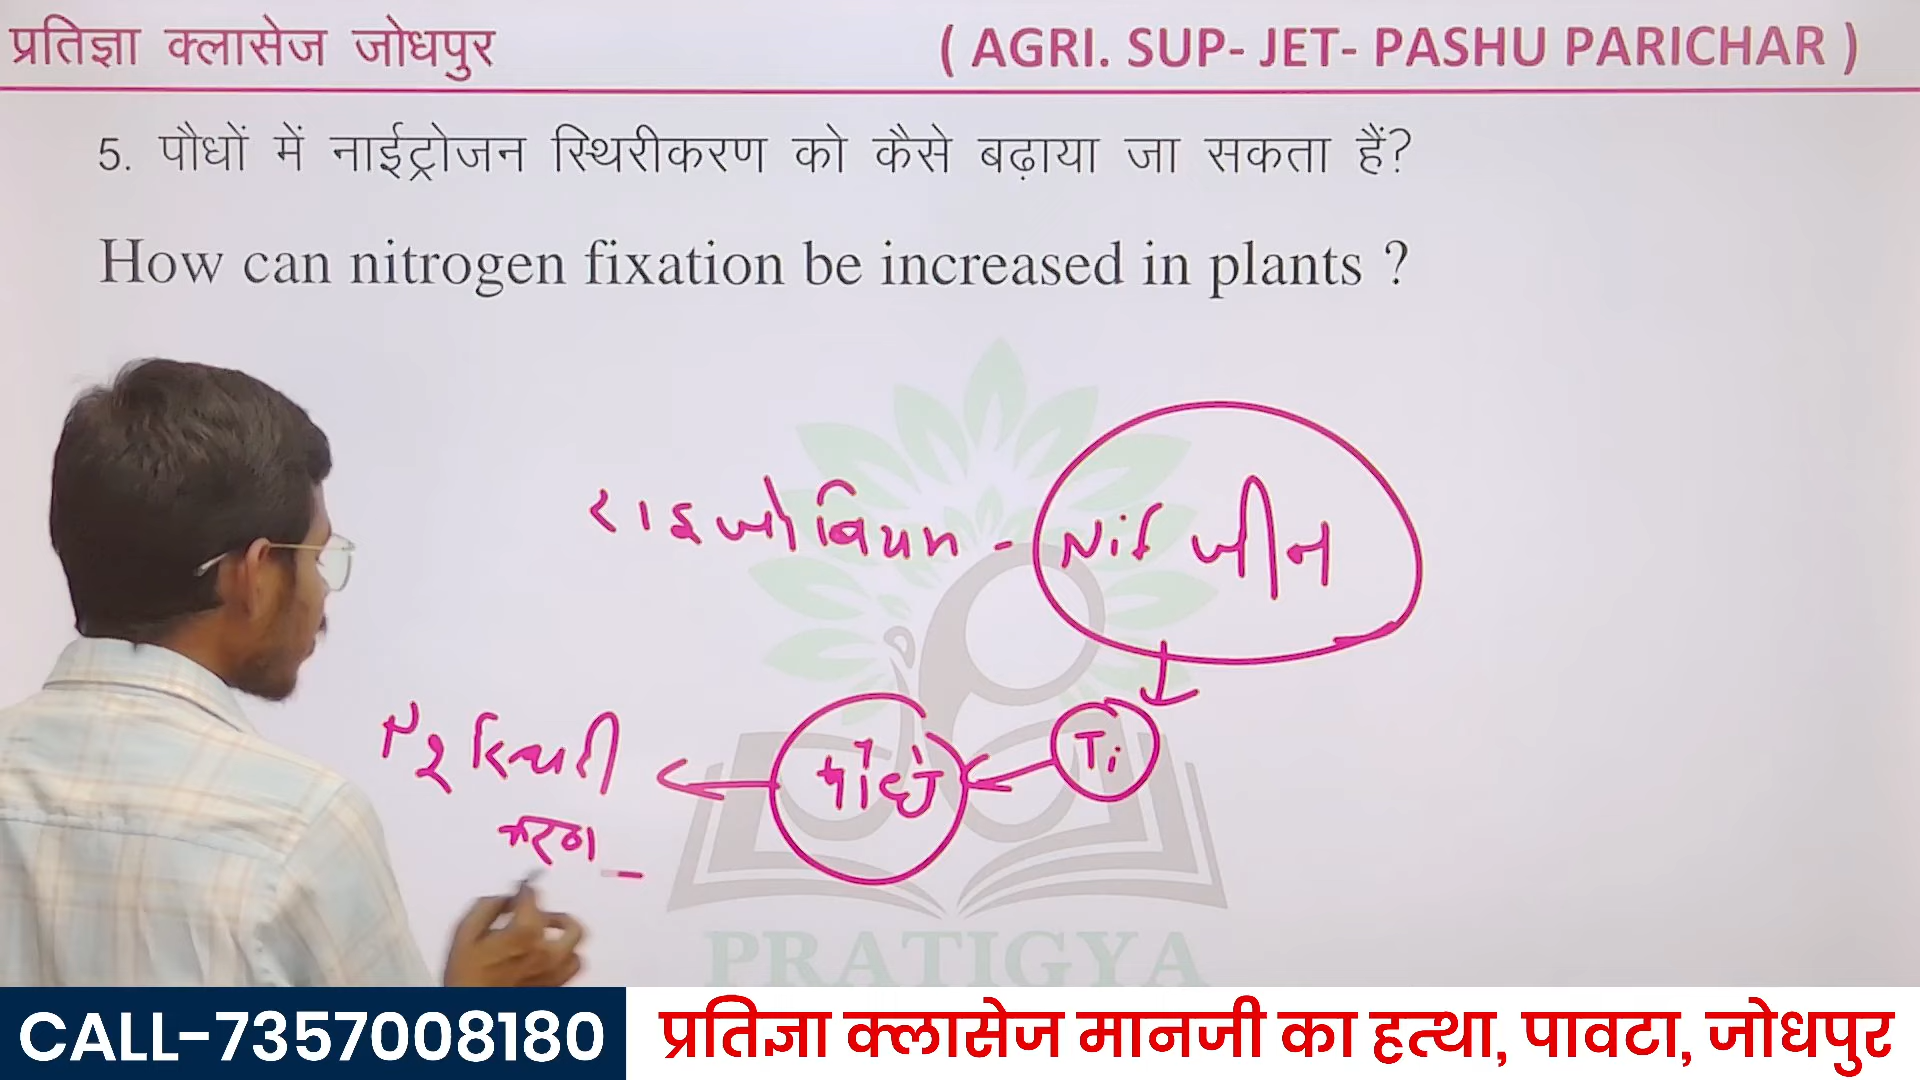 प्रतिज्ञा क्लासेज जोधपुर ( AGRI. SUP- JET- PASHU PARICHAR )
5. पौधों में नाईट्रोजन स्थिरीकरण को कैसे बढ़ाया जा सकता हैं?
How can nitrogen fixation be increased in plants ?
राइजोबियम - Nif जीन
N2 स्थिरी पौधे Ti
करण
PRATIGYA
CALL-7357008180 प्रतिज्ञा क्लासेज मानजी का हत्था, पावटा, जोधपुर